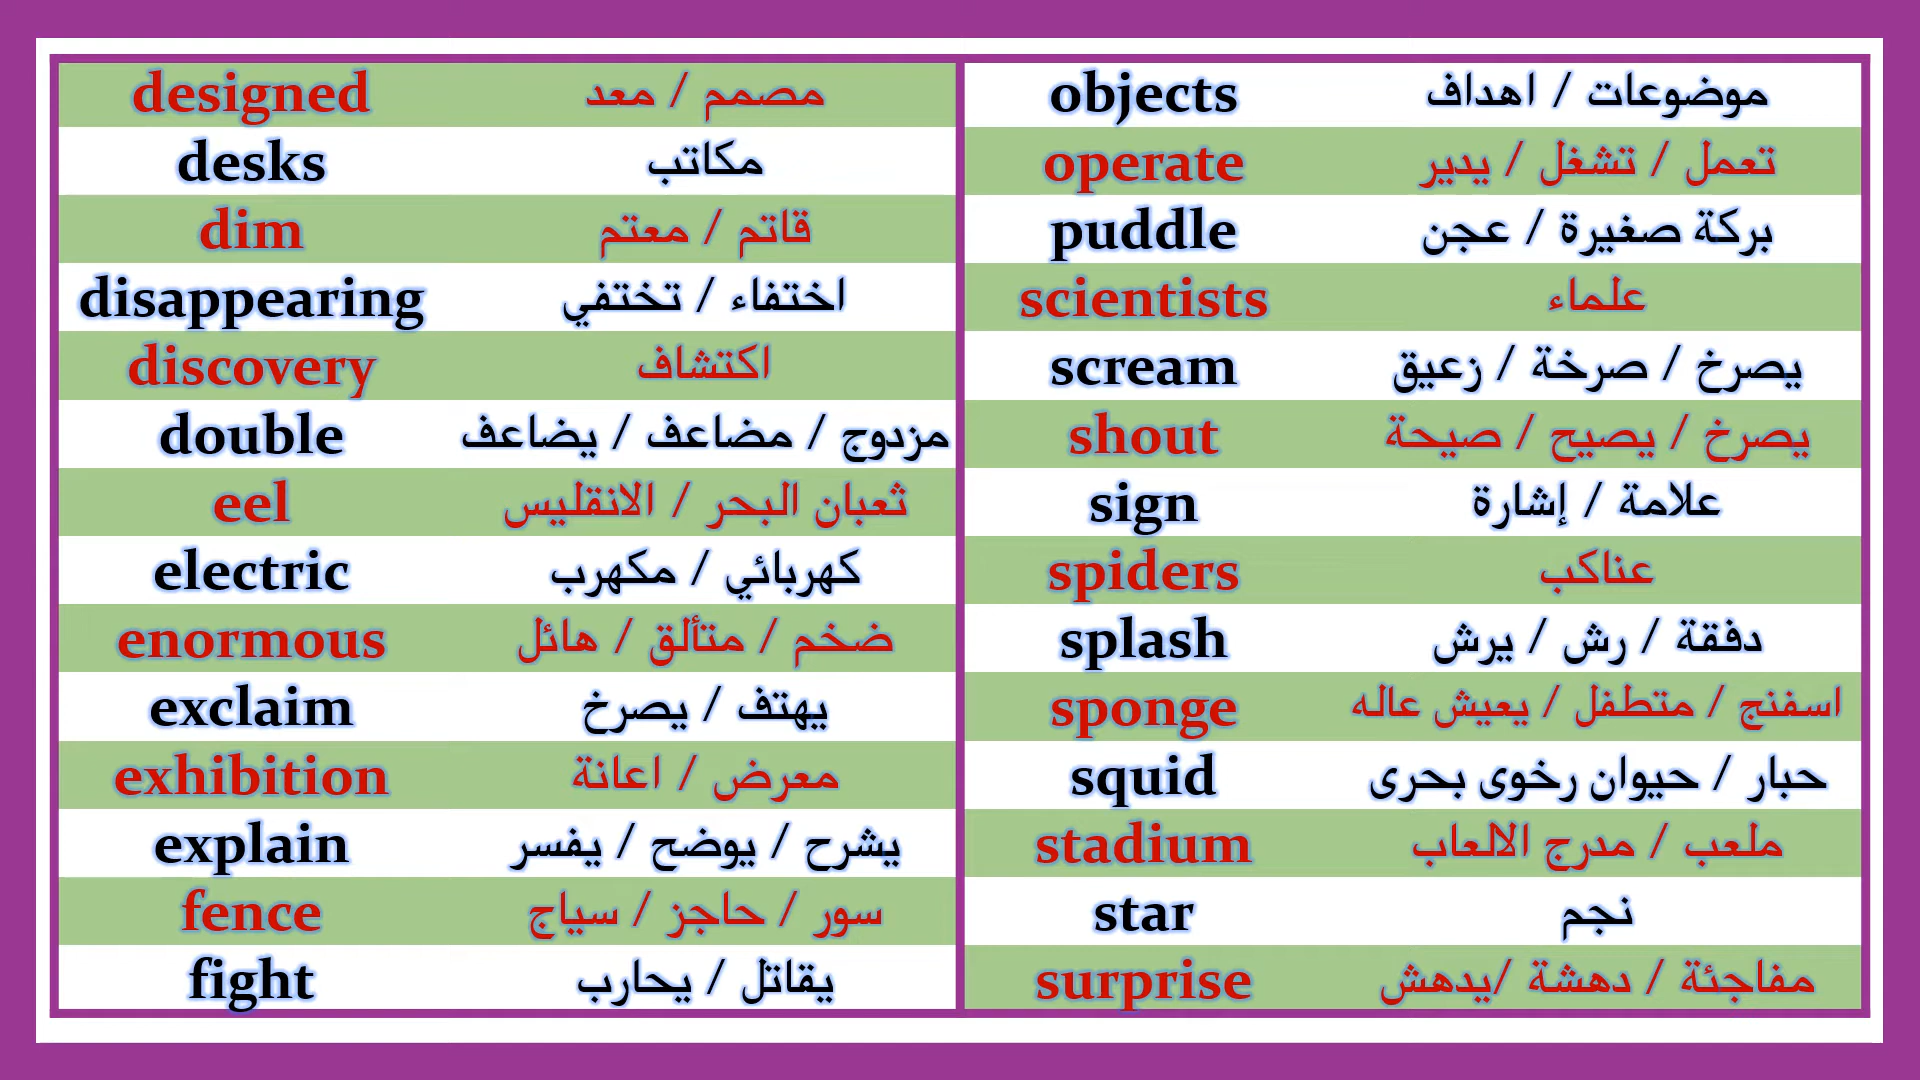 designed مصمم / معد
desks مكاتب
dim قاتم / معتم
disappearing اختفاء / تختفي
discovery اكتشاف
double مزدوج / مضاعف / يضاعف
eel ثعبان البحر / الانقليس
electric كهربائي / مكهرب
enormous ضخم / متألق / هائل
exclaim يهتف / يصرخ
exhibition معرض / اعانة
explain يشرح / يوضح / يفسر
fence سور / حاجز / سياج
fight يقاتل / يحارب
objects موضوعات / اهداف
operate تعمل / تشغل / يدير
puddle بركة صغيرة / عجن
scientists علماء
scream يصرخ / صرخة / زعيق
shout يصرخ / يصيح / صيحة
sign علامة / إشارة
spiders عناكب
splash دفقة / رش / يرش
sponge اسفنج / متطفل / يعيش عاله
squid حبار / حيوان رخوى بحرى
stadium ملعب / مدرج الالعاب
star نجم
surprise مفاجئة / دهشة /يدهش